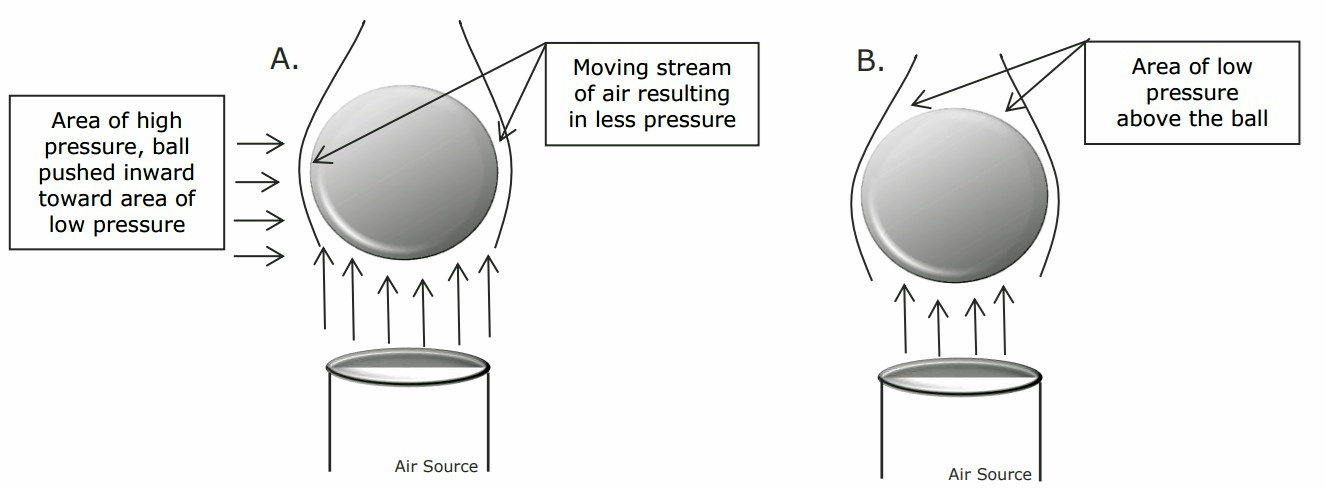 A.
Area of high
pressure, ball
pushed inward
toward area of
low pressure
Moving stream
of air resulting
in less pressure
Air Source
B.
Area of low
pressure
above the ball
Air Source